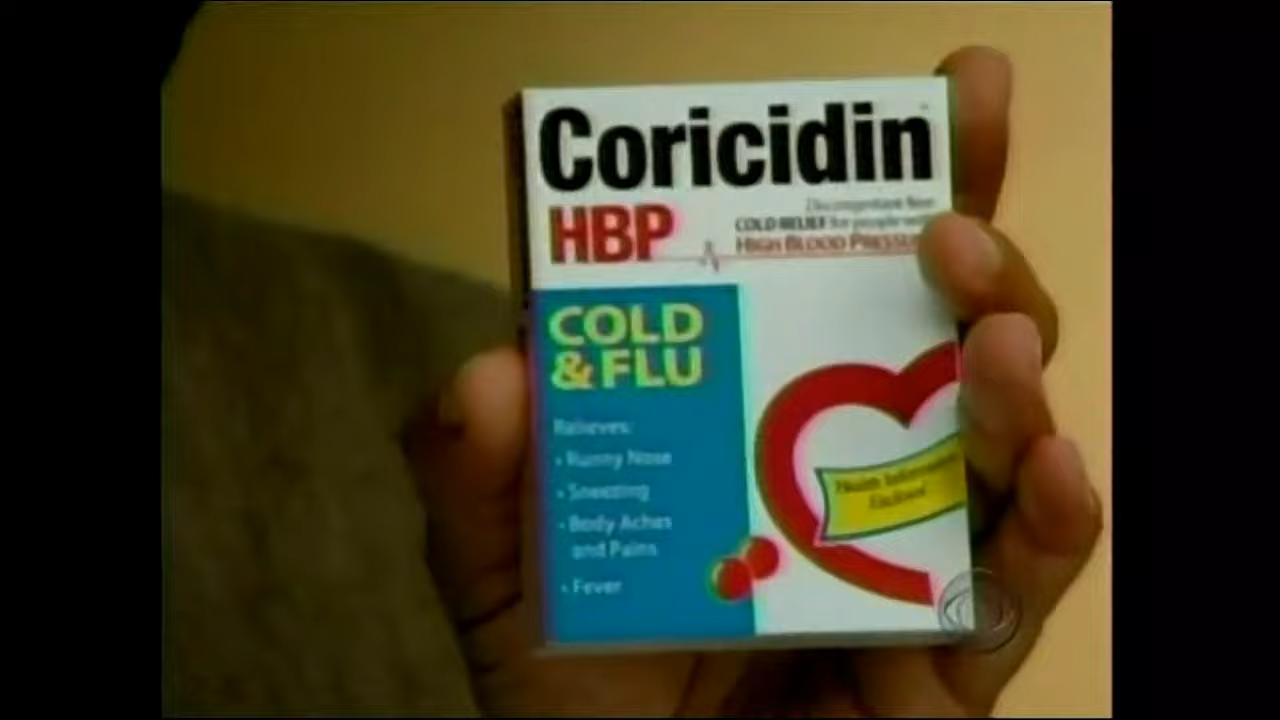 Coricidin
HBP
Decongestant free
COLD RELIEF for people with
HIGH BLOOD PRESSU
COLD
& FLU
Relieves:
• Runny Nose
• Sneezing
• Body Aches
and Pains
• Fever